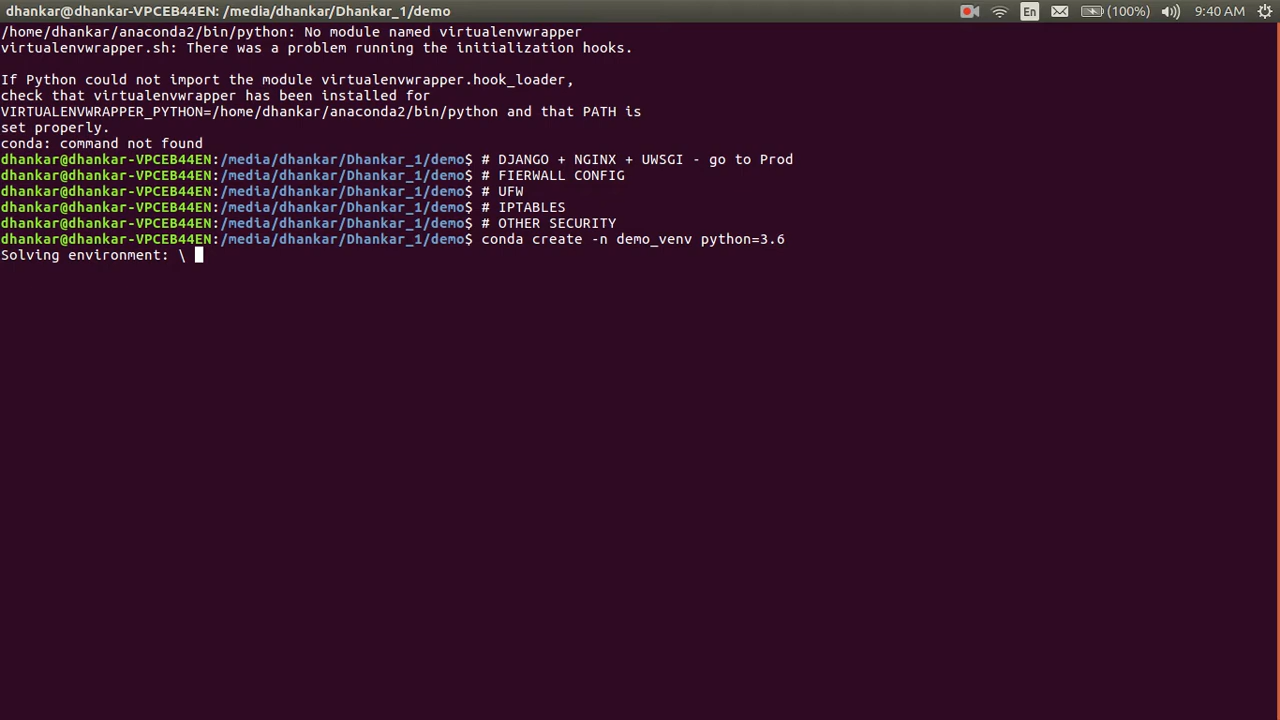 dhankar@dhankar-VPCEB44EN: /media/dhankar/Dhankar_1/demo
En
(100%)
9:40 AM
/home/dhankar/anaconda2/bin/python: No module named virtualenvwrapper
virtualenvwrapper.sh: There was a problem running the initialization hooks.
If Python could not import the module virtualenvwrapper.hook_loader,
check that virtualenvwrapper has been installed for
VIRTUALENVWRAPPER_PYTHON=/home/dhankar/anaconda2/bin/python and that PATH is
set properly.
conda: command not found
dhankar@dhankar-VPCEB44EN:/media/dhankar/Dhankar_1/demo$ # DJANGO + NGINX + UWSGI - go to Prod
dhankar@dhankar-VPCEB44EN:/media/dhankar/Dhankar_1/demo$ # FIERWALL CONFIG
dhankar@dhankar-VPCEB44EN:/media/dhankar/Dhankar_1/demo$ # UFW
dhankar@dhankar-VPCEB44EN:/media/dhankar/Dhankar_1/demo$ # IPTABLES
dhankar@dhankar-VPCEB44EN:/media/dhankar/Dhankar_1/demo$ # OTHER SECURITY
dhankar@dhankar-VPCEB44EN:/media/dhankar/Dhankar_1/demo$ conda create -n demo_venv python=3.6
Solving environment: \